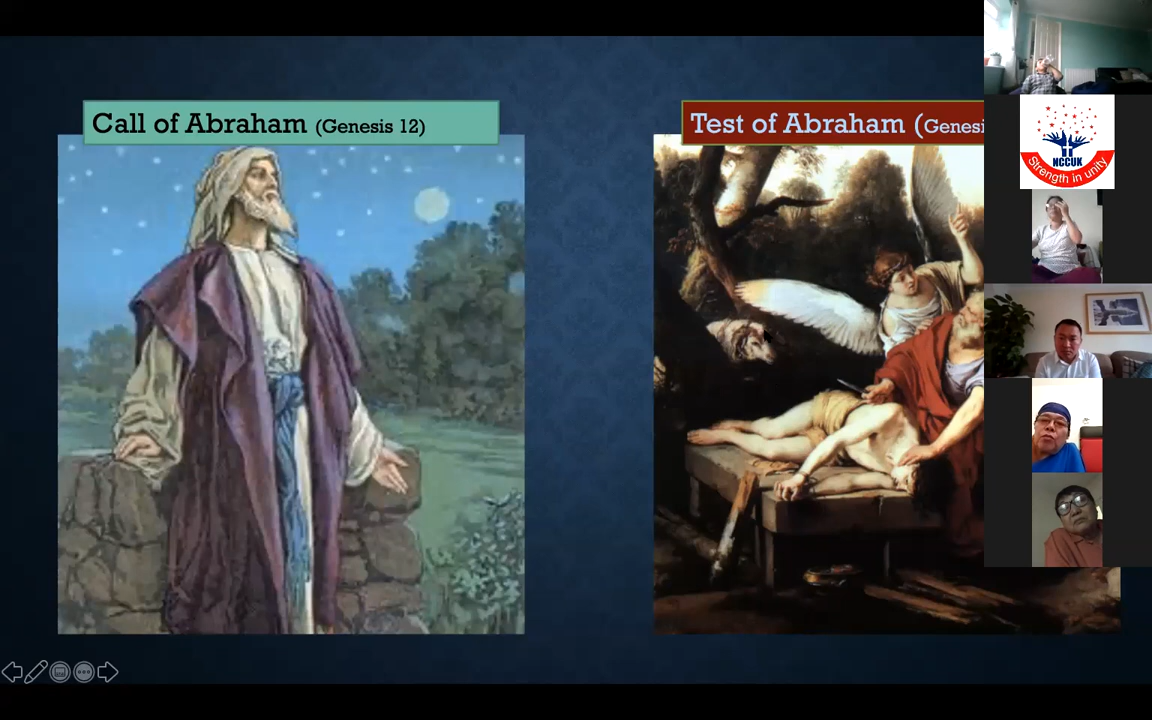 Call of Abraham (Genesis 12)
Test of Abraham (Genesi
NCCUK
Strength in unity